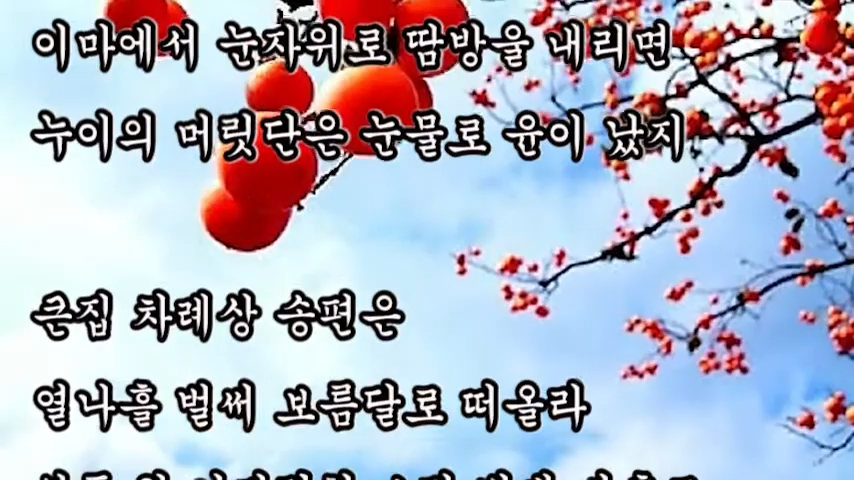 이마에서 눈자위로 땀방울 내리면
누이의 머릿단은 눈물로 윤이 났지
큰집 차례상 송편은
열나흘 벌써 보름달로 떠올라